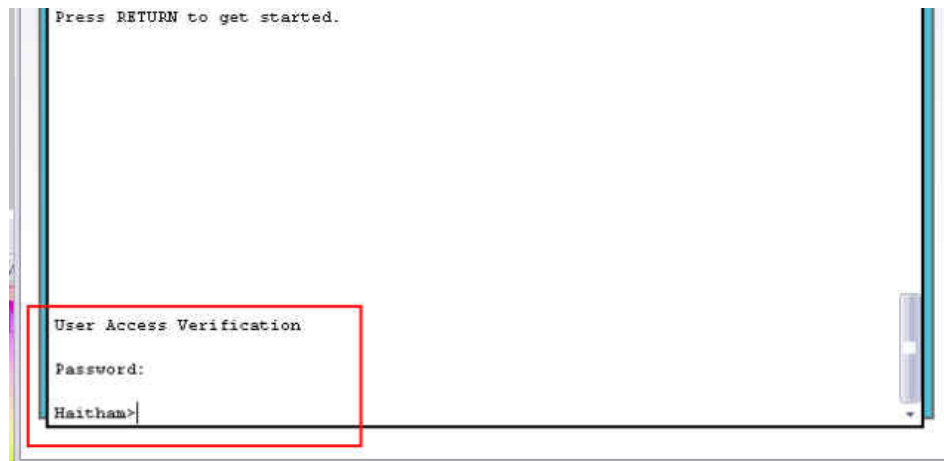 Press RETURN to get started.
User Access Verification
Password:
Haitham>